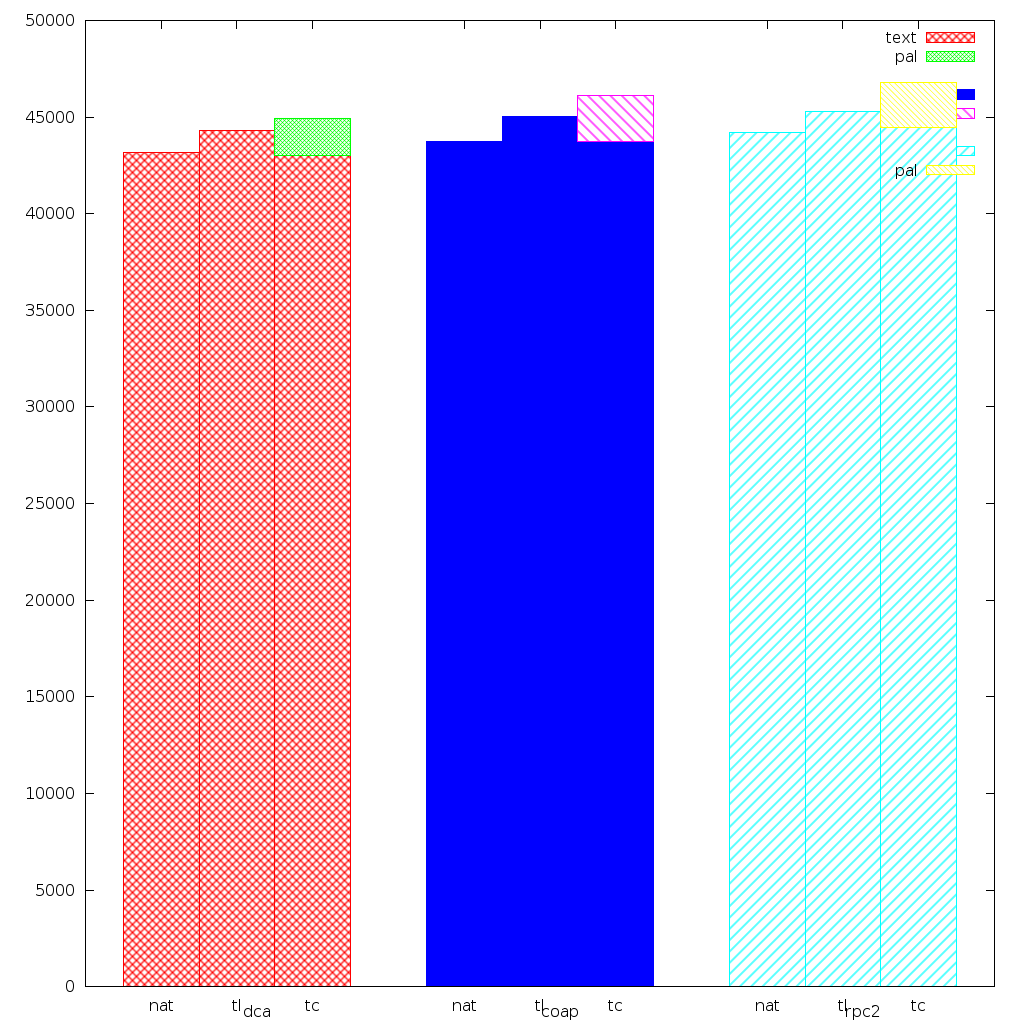 50000
text
pal
45000
pal
40000
35000
30000
25000
20000
15000
10000
5000
0
nat tl tc nat tl tc nat tl tc
dca coap rpc2